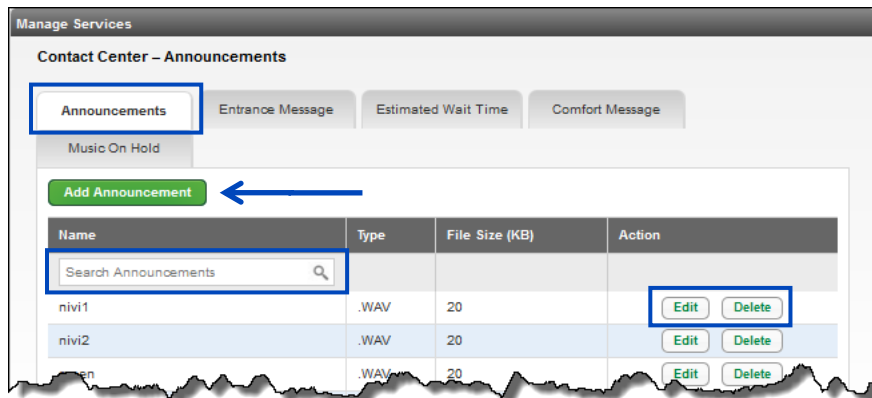 Manage Services
Contact Center – Announcements
Announcements Entrance Message Estimated Wait Time Comfort Message
Music On Hold
Add Announcement
Name Type File Size (KB) Action
Search Announcements
nivi1 .WAV 20 Edit Delete
nivi2 .WAV 20 Edit Delete
.WAV 20 Edit Delete